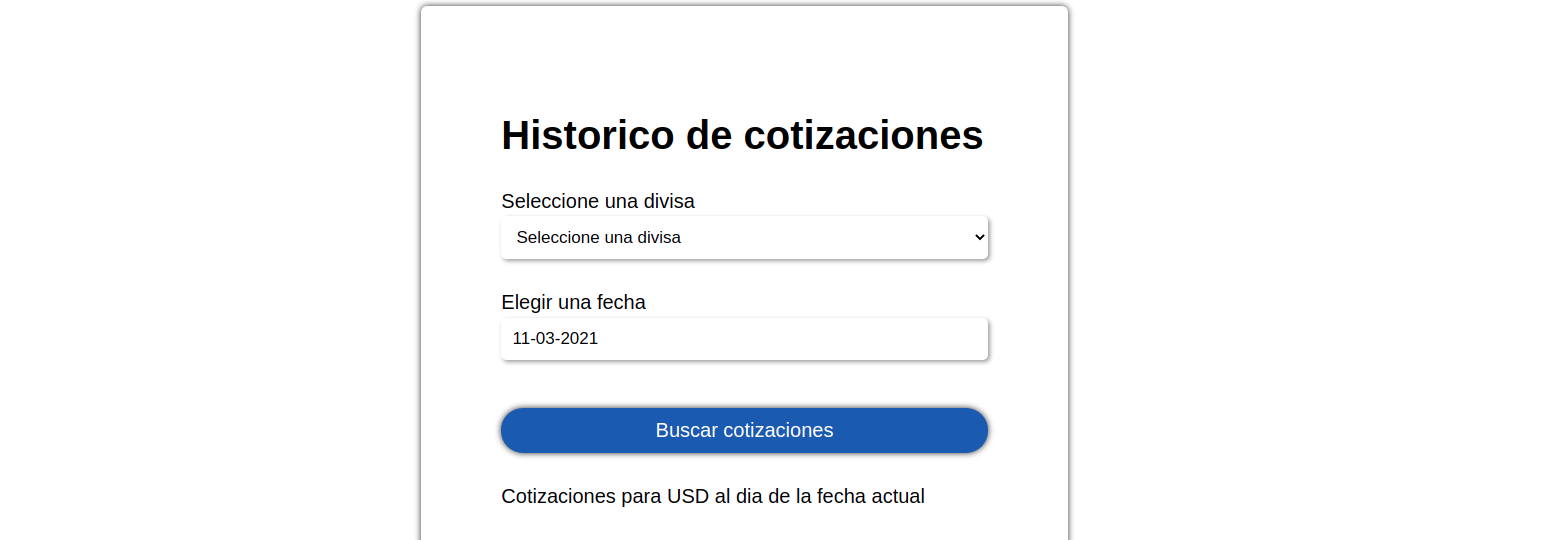 Historico de cotizaciones
Seleccione una divisa
Seleccione una divisa
Elegir una fecha
11-03-2021
Buscar cotizaciones
Cotizaciones para USD al dia de la fecha actual